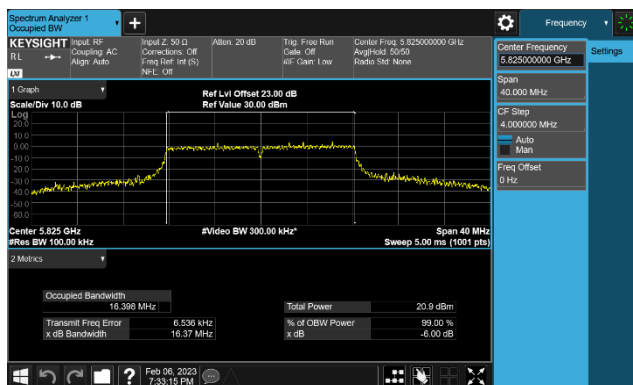 Spectrum Analyzer 1
Occupied BW
+
Frequency
KEYSIGHT
RL
LXI
Input: RF
Coupling: AC
Align: Auto
Input Z: 50 Ω
Corrections: Off
Freq Ref: Int (S)
NFE: Off
Atten: 20 dB
Trig: Free Run
Gate: Off
#IF Gain: Low
Center Freq: 5.825000000 GHz
Avg|Hold: 50/50
Radio Std: None
Center Frequency
5.825000000 GHz
Settings
Span
40.000 MHz
CF Step
4.000000 MHz
Auto
Man
Freq Offset
0 Hz
1 Graph
Scale/Div 10.0 dB
Ref Lvl Offset 23.00 dB
Ref Value 30.00 dBm
Log
20.0
10.0
0.00
-10.0
-20.0
-30.0
-40.0
-50.0
-60.0
Center 5.825 GHz
#Res BW 100.00 kHz
#Video BW 300.00 kHz*
Span 40 MHz
Sweep 5.00 ms (1001 pts)
2 Metrics
Occupied Bandwidth
16.398 MHz
Total Power 20.9 dBm
Transmit Freq Error 6.536 kHz
% of OBW Power 99.00 %
x dB Bandwidth 16.37 MHz
x dB -6.00 dB
?
Feb 06, 2023
7:33:15 PM